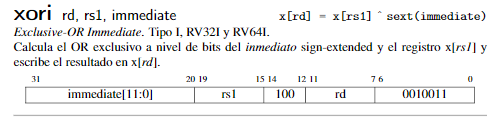 xori rd, rs1, immediate x[rd] = x[rs1] ^ sext(immediate)
Exclusive-OR Immediate. Tipo I, RV32I y RV64I.
Calcula el OR exclusivo a nivel de bits del inmediato sign-extended y el registro x[rs1] y
escribe el resultado en x[rd].
31 20 19 15 14 12 11 7 6 0
immediate[11:0] rs1 100 rd 0010011